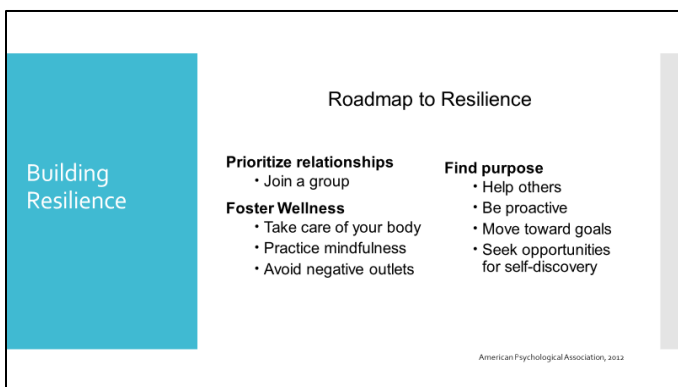 Building
Resilience
Roadmap to Resilience
Prioritize relationships
• Join a group
Foster Wellness
• Take care of your body
• Practice mindfulness
• Avoid negative outlets
Find purpose
• Help others
• Be proactive
• Move toward goals
• Seek opportunities
for self-discovery
American Psychological Association, 2012